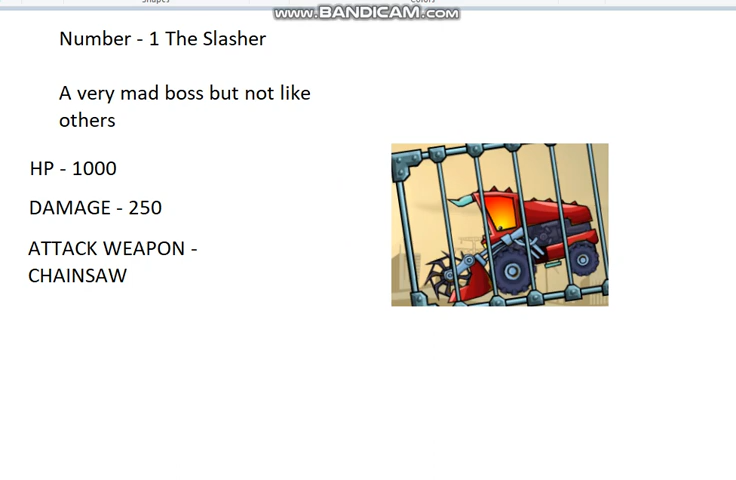 www.BANDICAM.com
Number - 1 The Slasher
A very mad boss but not like
others
HP - 1000
DAMAGE - 250
ATTACK WEAPON -
CHAINSAW